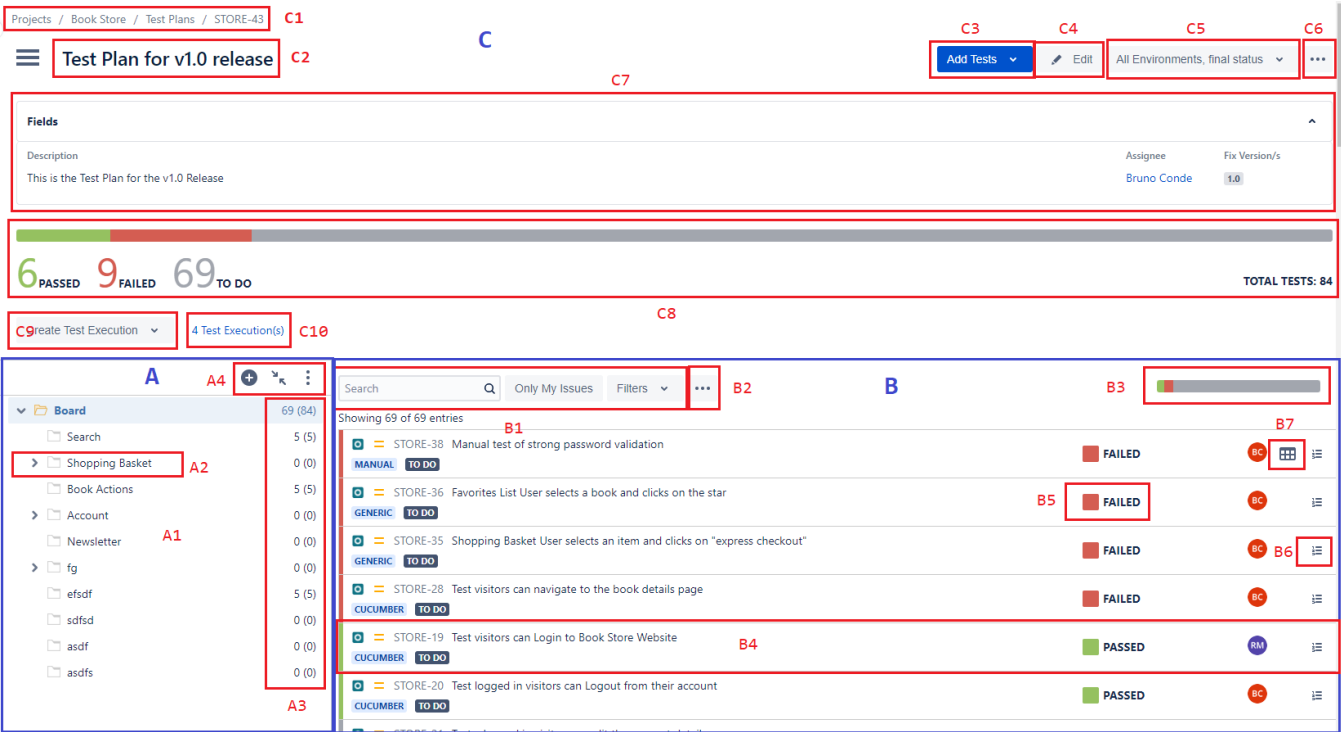 Projects / Book Store / Test Plans / STORE-43 C1
C
C3 C4 C5 C6
Test Plan for v1.0 release C2 Add Tests Edit All Environments, final status
C7
Fields
Description Assignee Fix Version/s
This is the Test Plan for the v1.0 Release Bruno Conde 1.0
6 PASSED 9 FAILED 69 TO DO TOTAL TESTS: 84
C8
C9 reate Test Execution 4 Test Execution(s) C10
A A4
Board 69 (84)
Search 5 (5)
Shopping Basket 0 (0) A2
Book Actions 5 (5)
Account 0 (0)
A1
Newsletter 0 (0)
fg 0 (0)
efsdf 5 (5)
sdfsd 0 (0)
asdf 0 (0)
asdfs 0 (0)
A3
Search Only My Issues Filters B2 B B3
Showing 69 of 69 entries
B1 B7
STORE-38 Manual test of strong password validation
MANUAL TO DO FAILED BC
STORE-36 Favorites List User selects a book and clicks on the star
GENERIC TO DO B5 FAILED BC
STORE-35 Shopping Basket User selects an item and clicks on "express checkout"
GENERIC TO DO FAILED BC B6
STORE-28 Test visitors can navigate to the book details page
CUCUMBER TO DO FAILED BC
STORE-19 Test visitors can Login to Book Store Website
CUCUMBER TO DO B4 PASSED RM
STORE-20 Test logged in visitors can Logout from their account
CUCUMBER TO DO PASSED BC